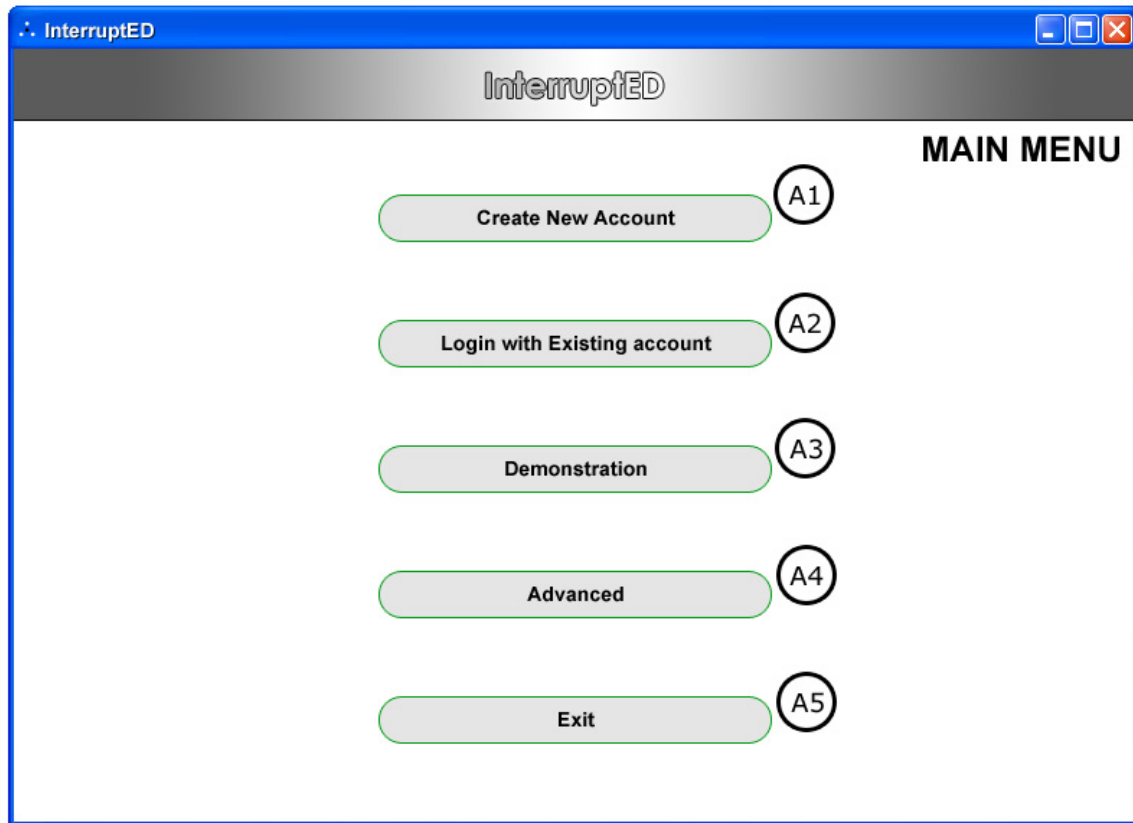 InterruptED
InterruptED
MAIN MENU
Create New Account
A1
Login with Existing account
A2
Demonstration
A3
Advanced
A4
Exit
A5